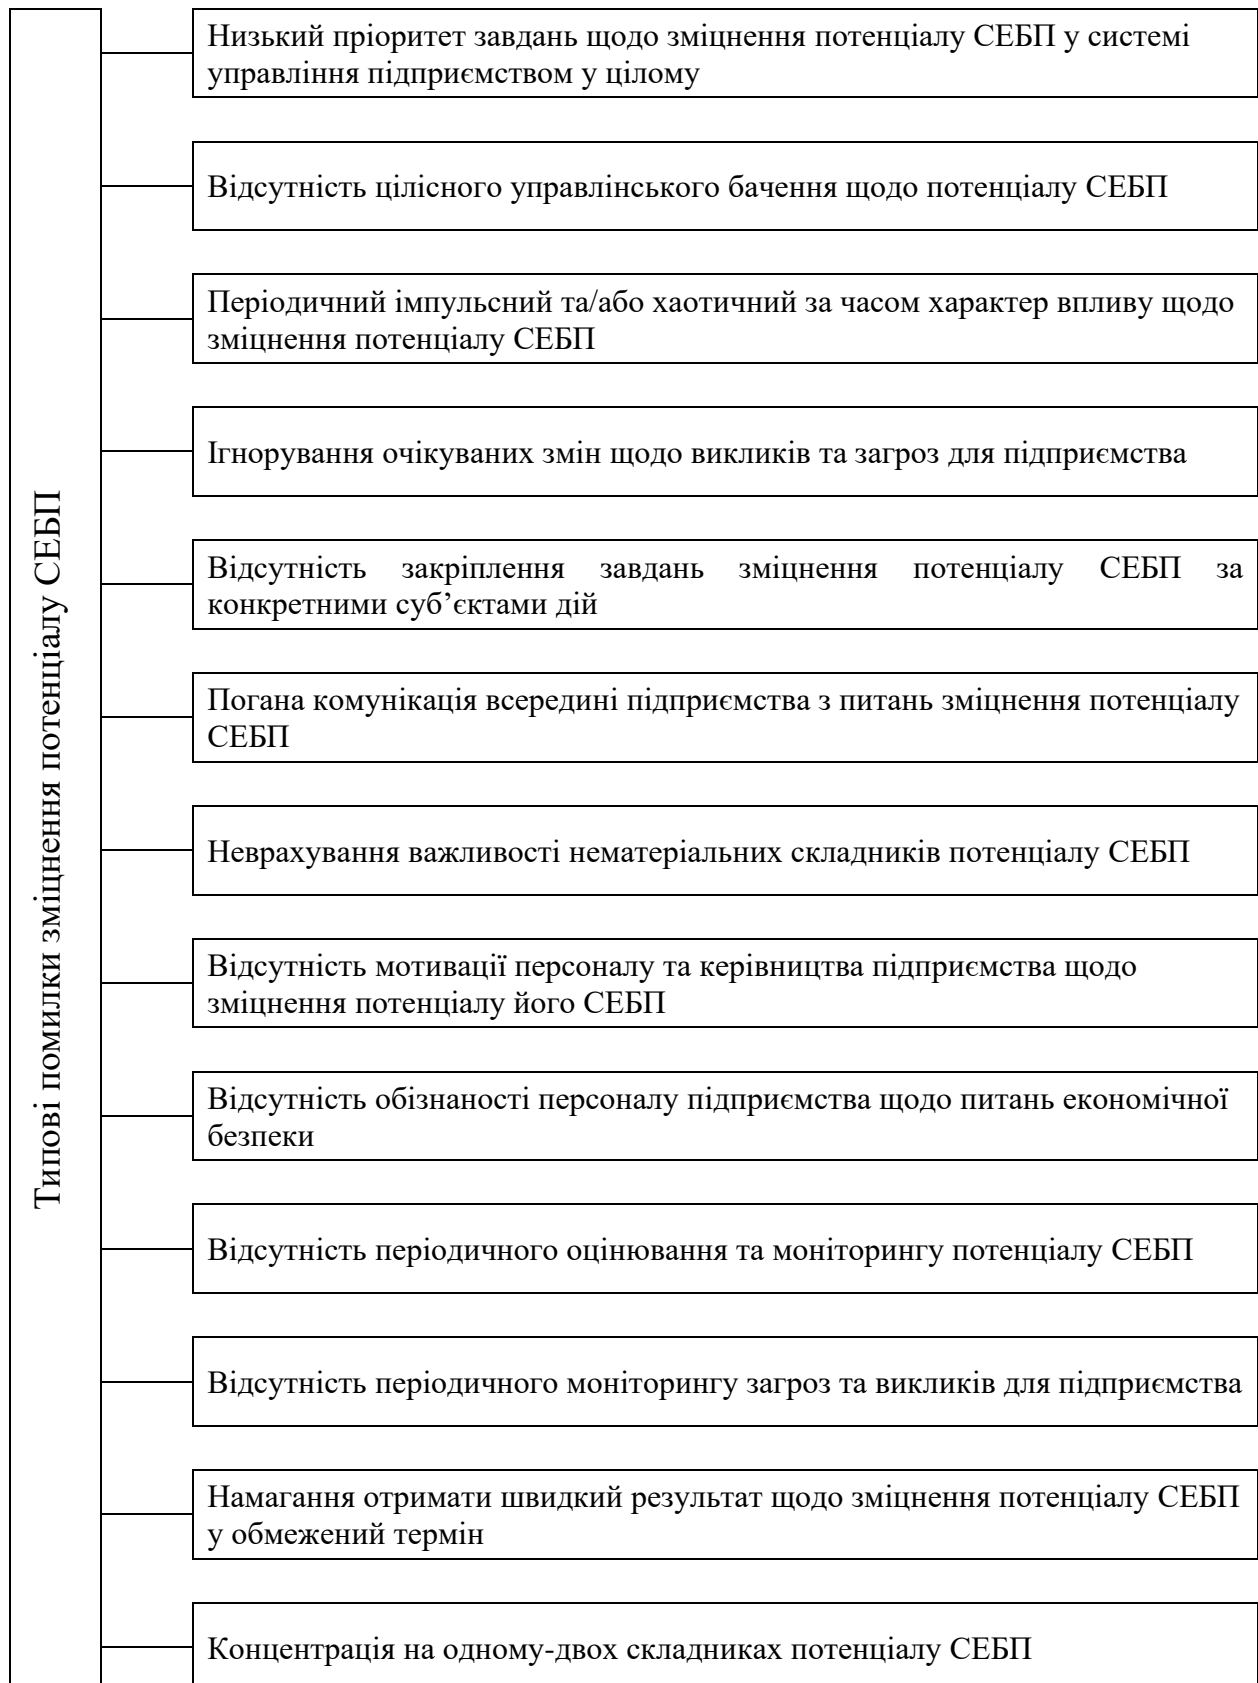 Типові помилки зміцнення потенціалу СЕБП
Низький пріоритет завдань щодо зміцнення потенціалу СЕБП у системі
управління підприємством у цілому
Відсутність цілісного управлінського бачення щодо потенціалу СЕБП
Періодичний імпульсний та/або хаотичний за часом характер впливу щодо
зміцнення потенціалу СЕБП
Ігнорування очікуваних змін щодо викликів та загроз для підприємства
Відсутність закріплення завдань зміцнення потенціалу СЕБП за
конкретними суб’єктами дій
Погана комунікація всередині підприємства з питань зміцнення потенціалу
СЕБП
Неврахування важливості нематеріальних складників потенціалу СЕБП
Відсутність мотивації персоналу та керівництва підприємства щодо
зміцнення потенціалу його СЕБП
Відсутність обізнаності персоналу підприємства щодо питань економічної
безпеки
Відсутність періодичного оцінювання та моніторингу потенціалу СЕБП
Відсутність періодичного моніторингу загроз та викликів для підприємства
Намагання отримати швидкий результат щодо зміцнення потенціалу СЕБП
у обмежений термін
Концентрація на одному-двох складниках потенціалу СЕБП